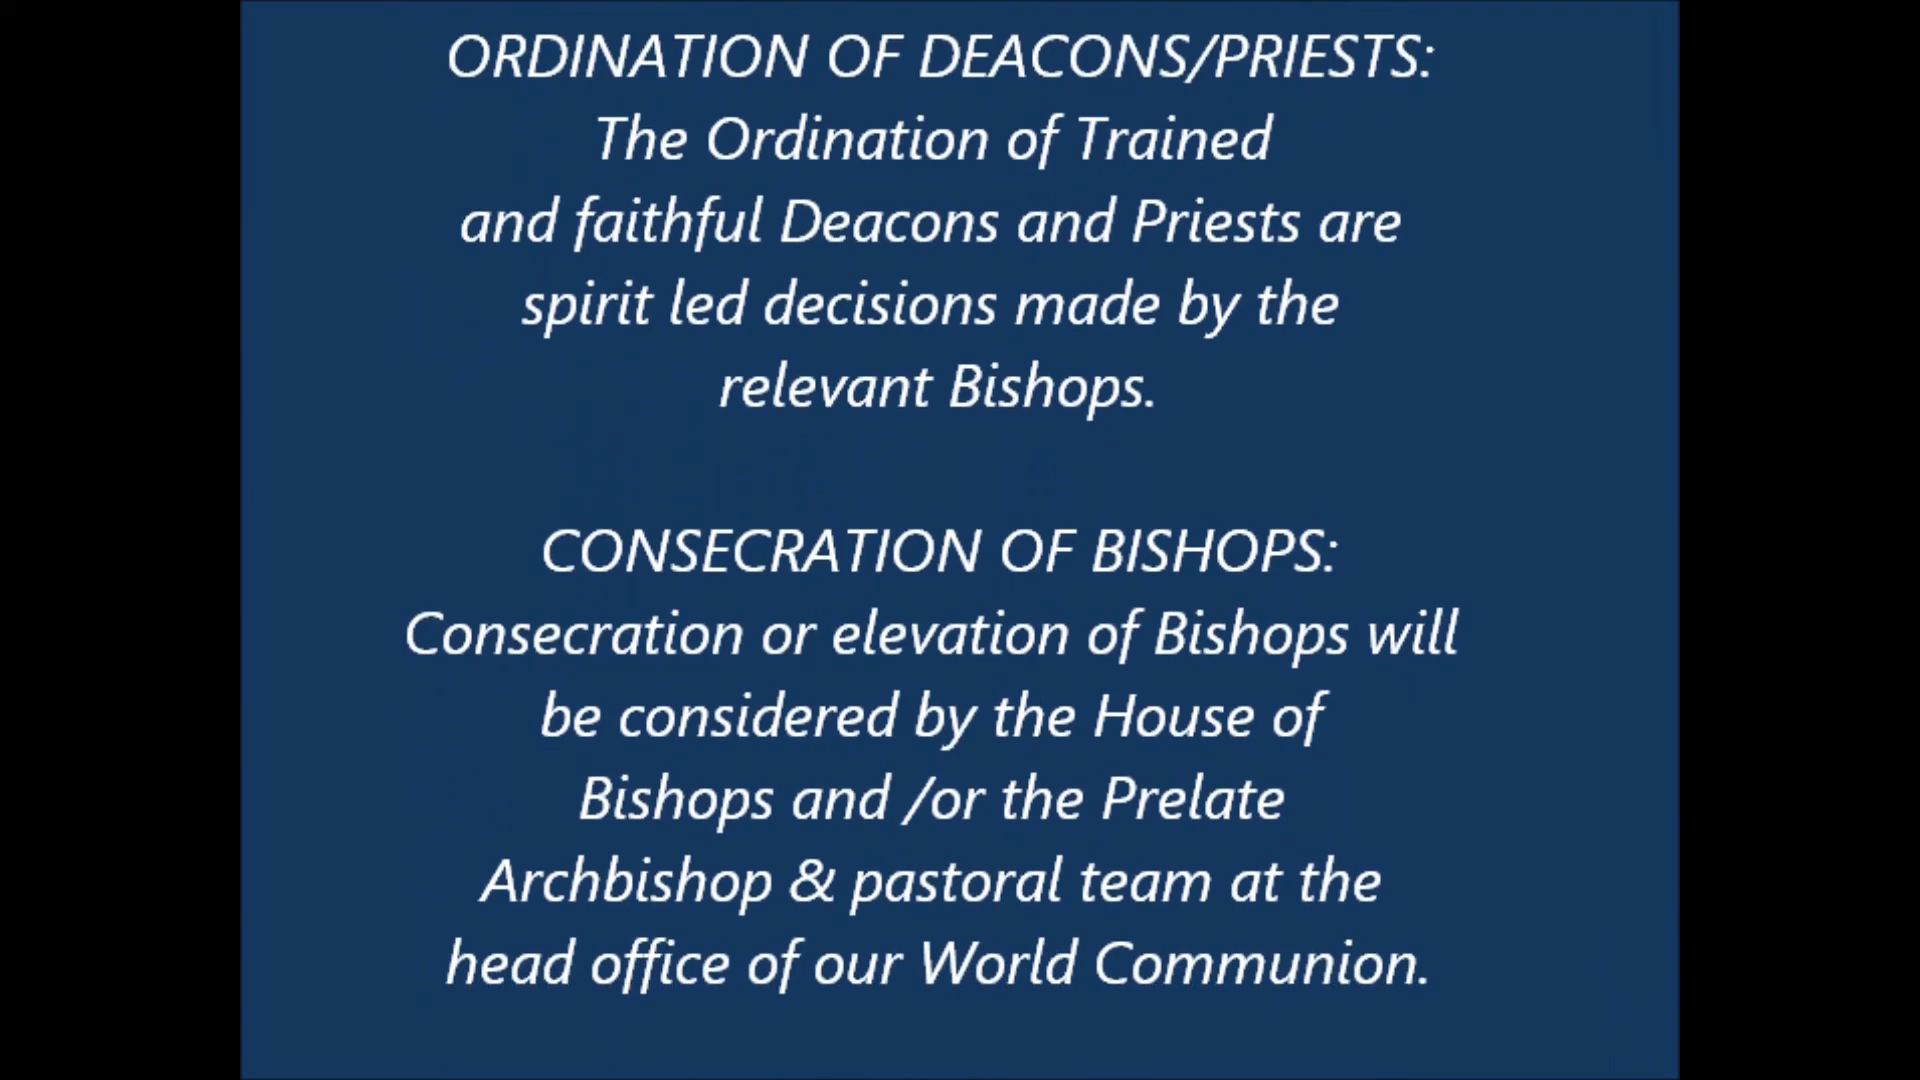 ORDINATION OF DEACONS/PRIESTS:
The Ordination of Trained
and faithful Deacons and Priests are
spirit led decisions made by the
relevant Bishops.
CONSECRATION OF BISHOPS:
Consecration or elevation of Bishops will
be considered by the House of
Bishops and /or the Prelate
Archbishop & pastoral team at the
head office of our World Communion.